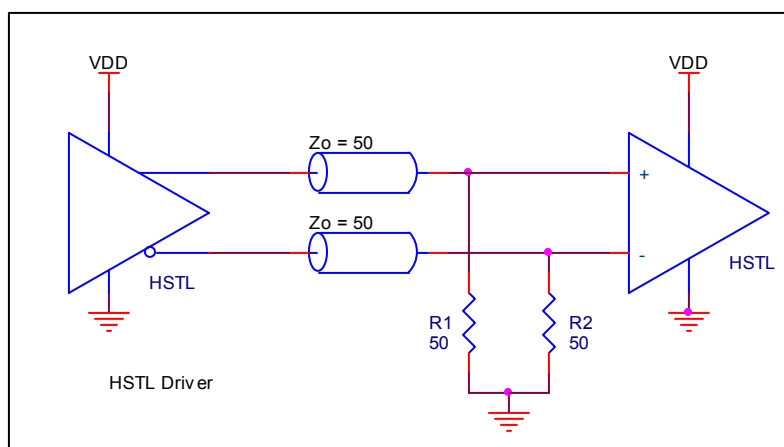 VDD
VDD
Zo = 50
+
Zo = 50
-
HSTL
HSTL
R1
50
R2
50
HSTL Driver